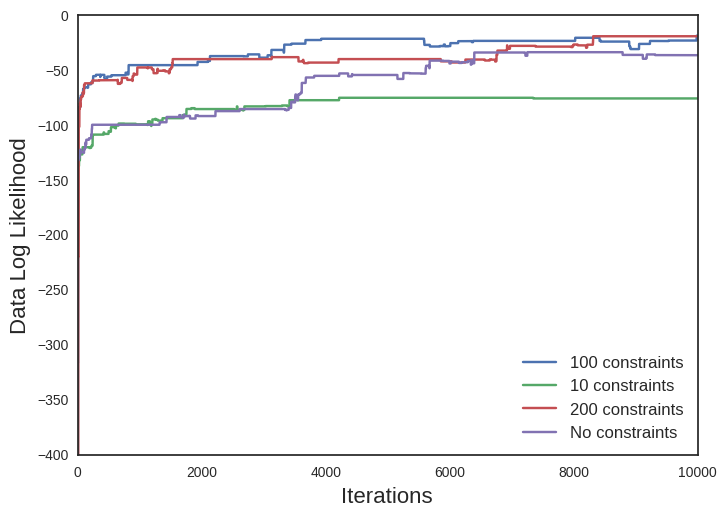 0
−50
−100
−150
−200
−250
−300
−350
−400
Data Log Likelihood
100 constraints
10 constraints
200 constraints
No constraints
0 2000 4000 6000 8000 10000
Iterations